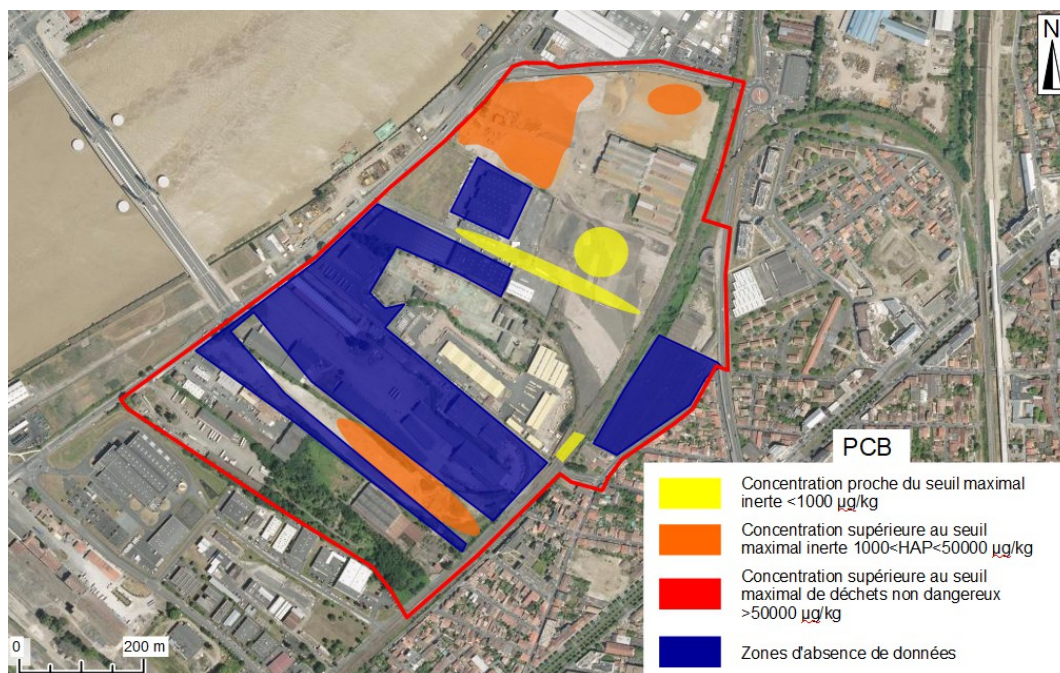 N
PCB
Concentration proche du seuil maximal
inerte <1000 µg/kg
Concentration supérieure au seuil
maximal inerte 1000<HAP<50000 µg/kg
Concentration supérieure au seuil
maximal de déchets non dangereux
>50000 µg/kg
Zones d'absence de données
0 200 m